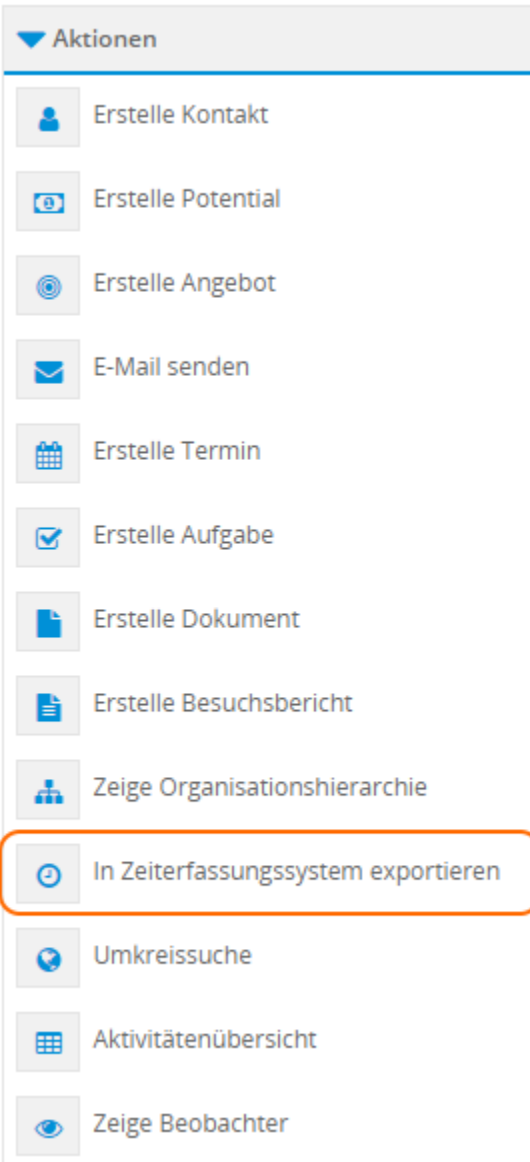 Aktionen
Erstelle Kontakt
Erstelle Potential
Erstelle Angebot
E-Mail senden
Erstelle Termin
Erstelle Aufgabe
Erstelle Dokument
Erstelle Besuchsbericht
Zeige Organisationshierarchie
In Zeiterfassungssystem exportieren
Umkreissuche
Aktivitätenübersicht
Zeige Beobachter